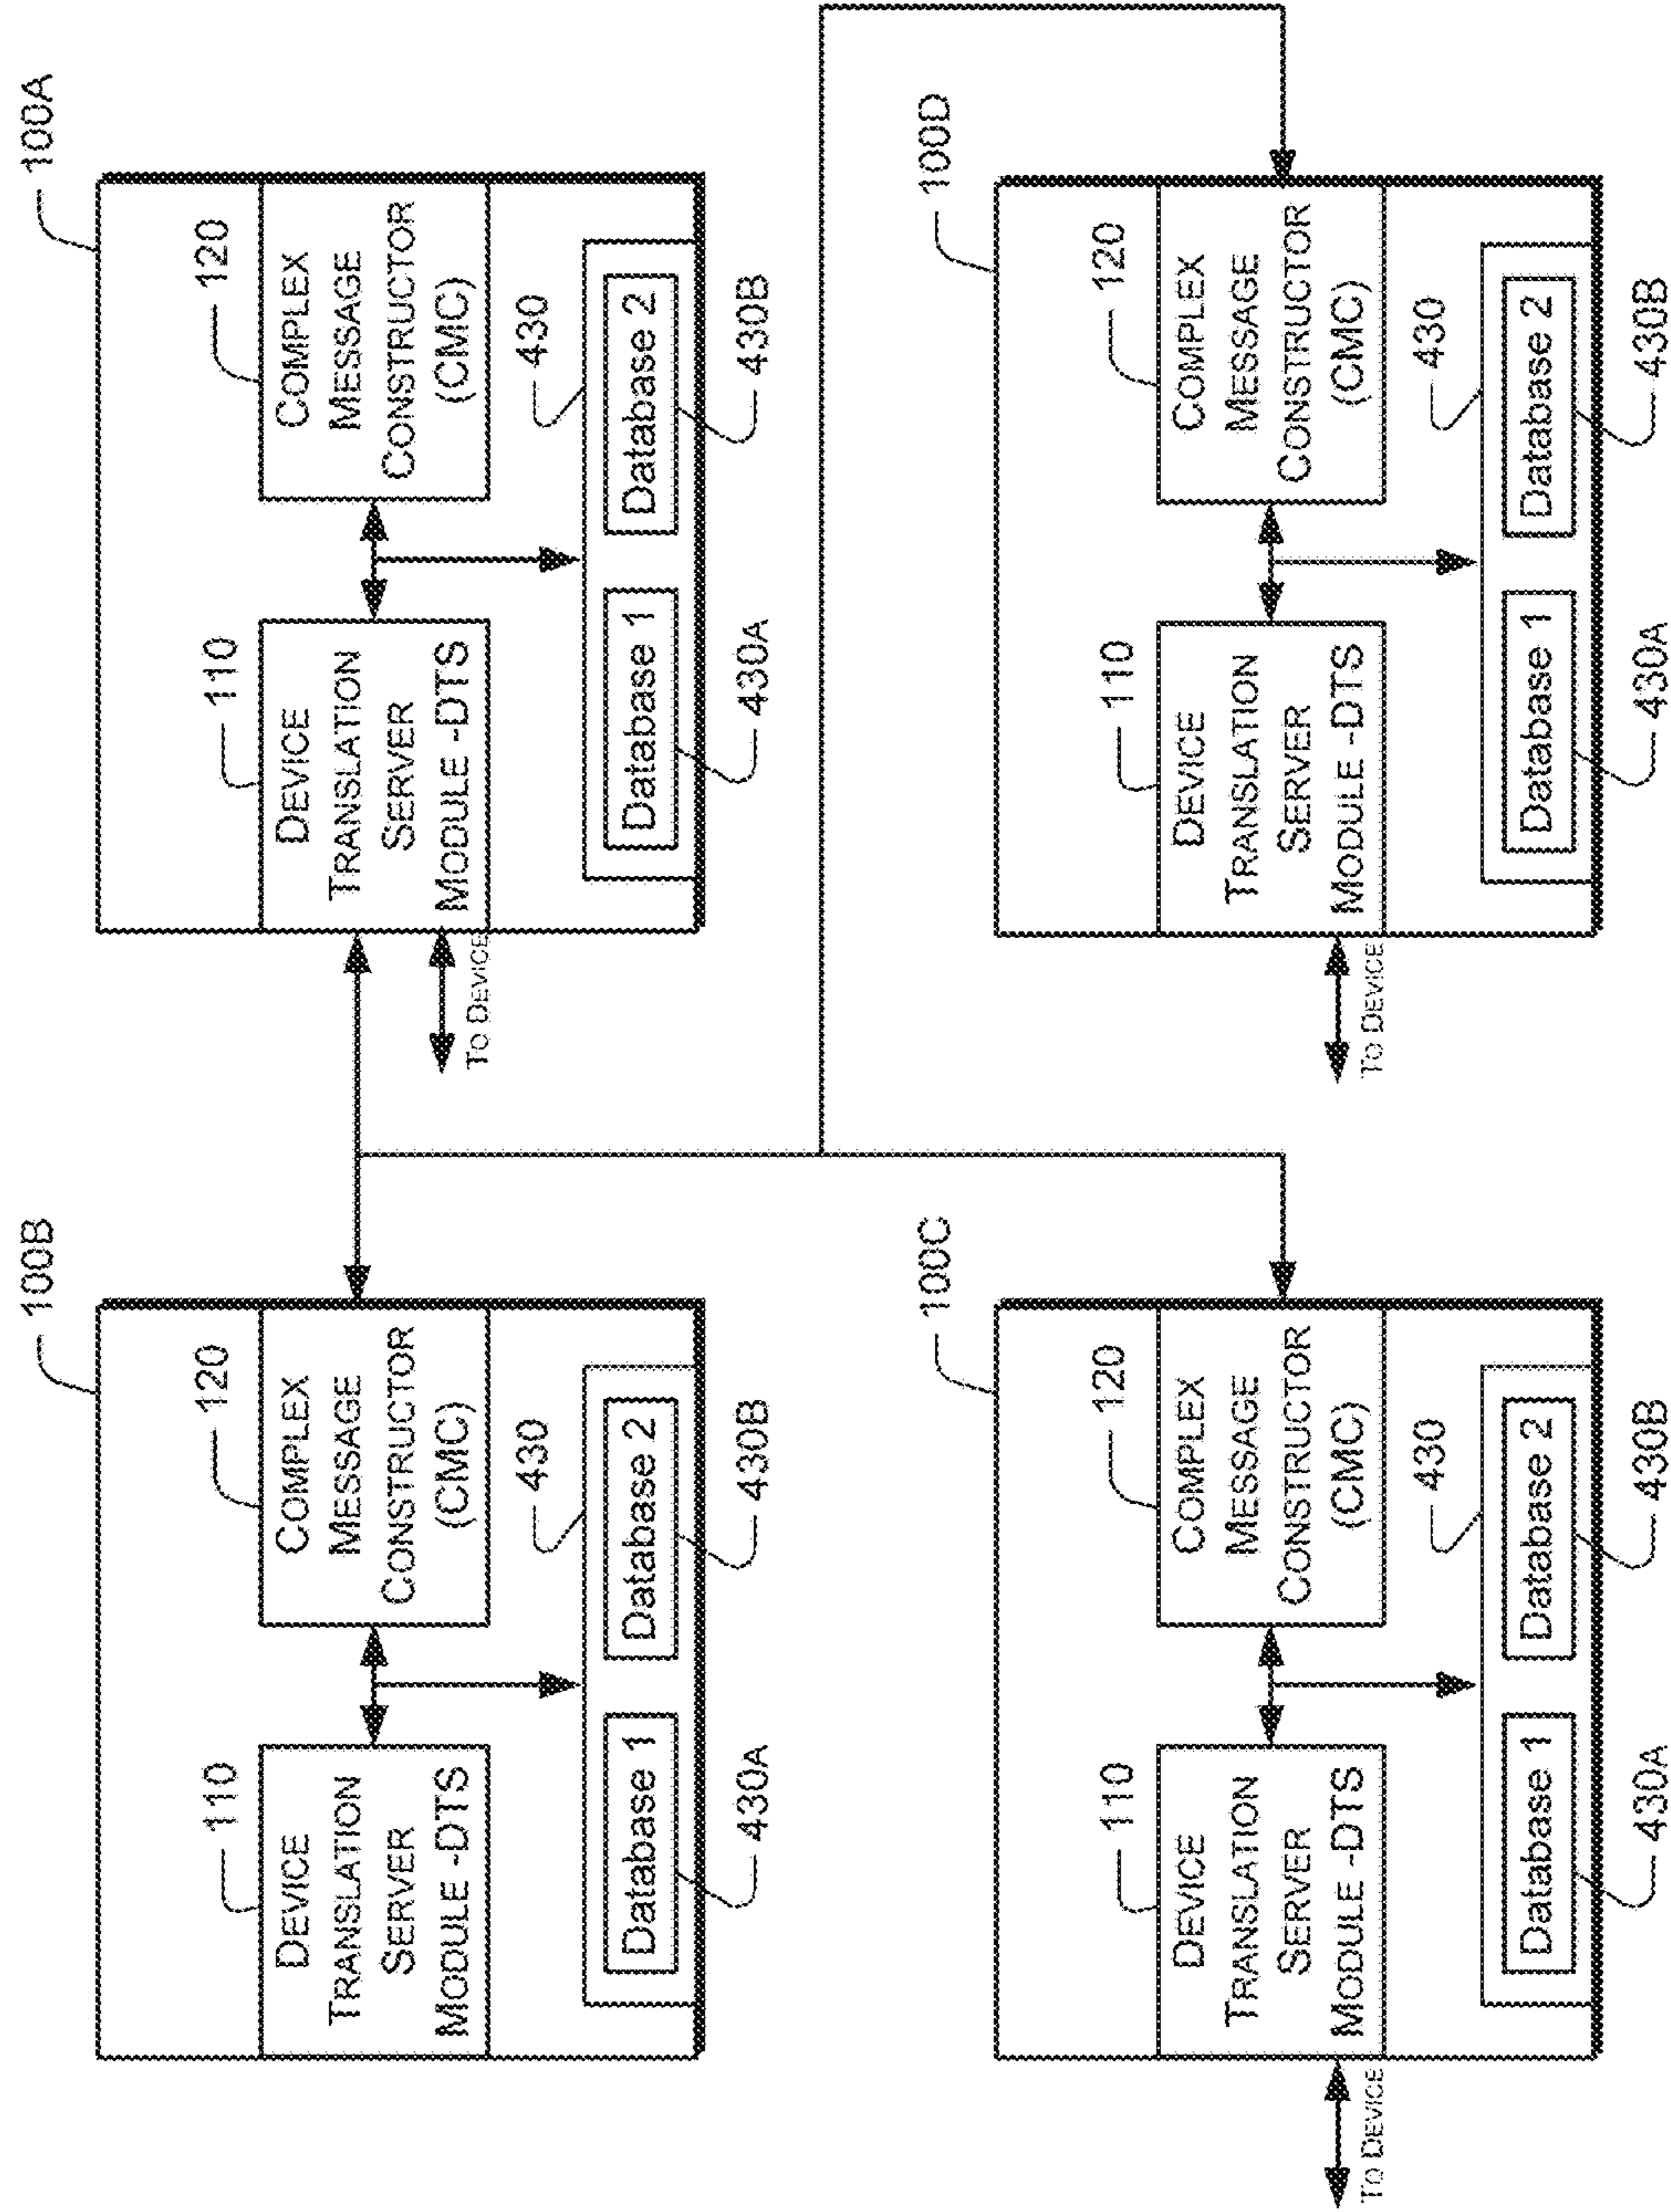 100B
110
120
DEVICE
TRANSLATION
SERVER
MODULE -DTS
COMPLEX
MESSAGE
CONSTRUCTOR
(CMC)
430
Database 1
Database 2
430A
430B
100A
110
120
DEVICE
TRANSLATION
SERVER
MODULE -DTS
COMPLEX
MESSAGE
CONSTRUCTOR
(CMC)
TO DEVICE
430
Database 1
Database 2
430A
430B
100C
110
120
DEVICE
TRANSLATION
SERVER
MODULE -DTS
COMPLEX
MESSAGE
CONSTRUCTOR
(CMC)
TO DEVICE
430
Database 1
Database 2
430A
430B
100D
110
120
DEVICE
TRANSLATION
SERVER
MODULE -DTS
COMPLEX
MESSAGE
CONSTRUCTOR
(CMC)
TO DEVICE
430
Database 1
Database 2
430A
430B